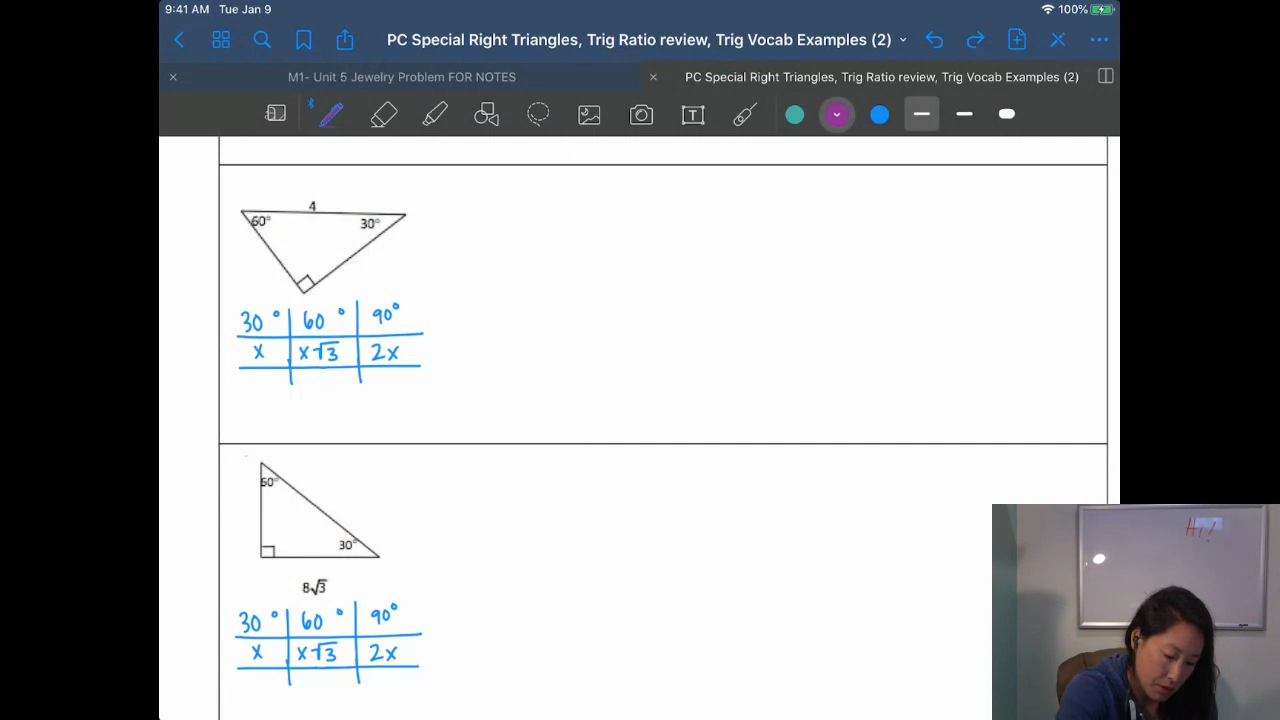 9:41 AM Tue Jan 9
100%
PC Special Right Triangles, Trig Ratio review, Trig Vocab Examples (2)
M1- Unit 5 Jewelry Problem FOR NOTES
PC Special Right Triangles, Trig Ratio review, Trig Vocab Examples (2)
T
4
60°
30°
30° 60° 90°
x x√3 2x
60°
30°
8√3
30° 60° 90°
x x√3 2x
Hi!